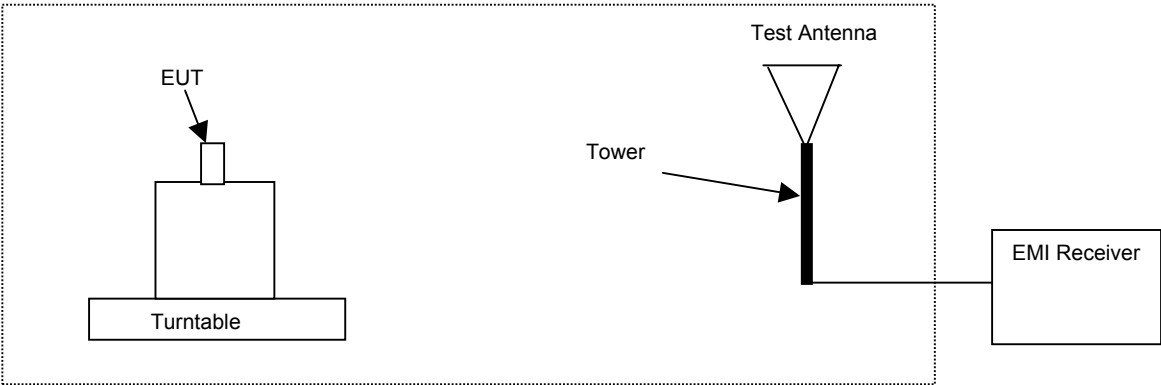 Test Antenna
EUT
Tower
EMI Receiver
Turntable